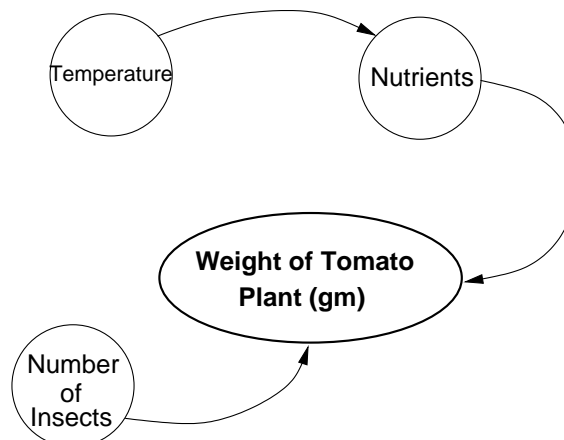 Temperature
Nutrients
Weight of Tomato
Plant (gm)
Number
of
Insects